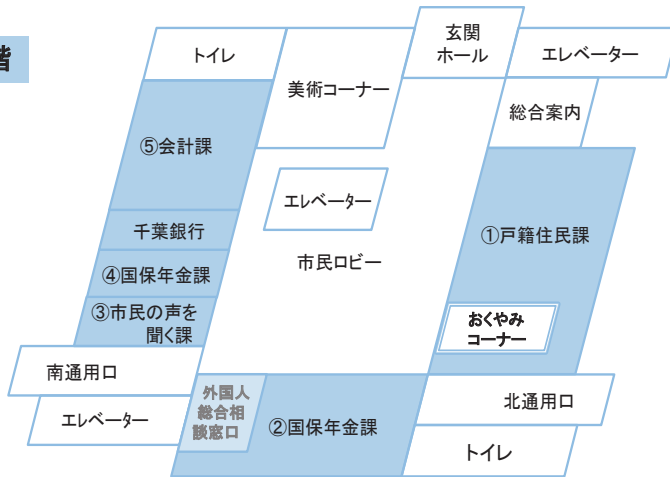 階
トイレ
美術コーナー
玄関
ホール
エレベーター
総合案内
⑤会計課
エレベーター
千葉銀行
①戸籍住民課
市民ロビー
④国保年金課
③市民の声を
聞く課
おくやみ
コーナー
南通用口
外国人
総合相
談窓口
②国保年金課
北通用口
エレベーター
トイレ